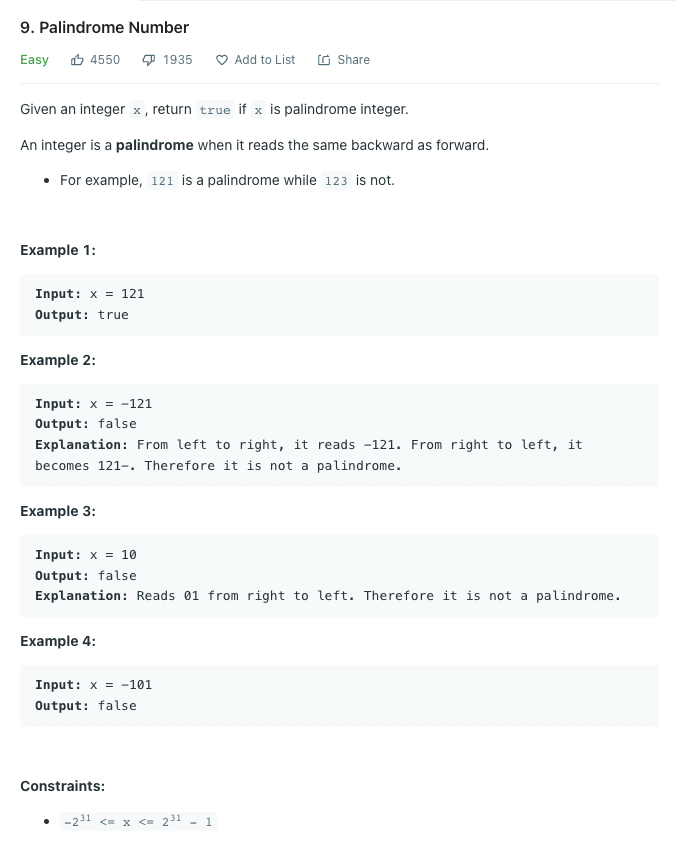 9. Palindrome Number
Easy 4550 1935 Add to List Share
Given an integer x, return true if x is palindrome integer.
An integer is a palindrome when it reads the same backward as forward.
• For example, 121 is a palindrome while 123 is not.
Example 1:
Input: x = 121
Output: true
Example 2:
Input: x = −121
Output: false
Explanation: From left to right, it reads −121. From right to left, it
becomes 121−. Therefore it is not a palindrome.
Example 3:
Input: x = 10
Output: false
Explanation: Reads 01 from right to left. Therefore it is not a palindrome.
Example 4:
Input: x = −101
Output: false
Constraints:
• −2³¹ <= x <= 2³¹ − 1